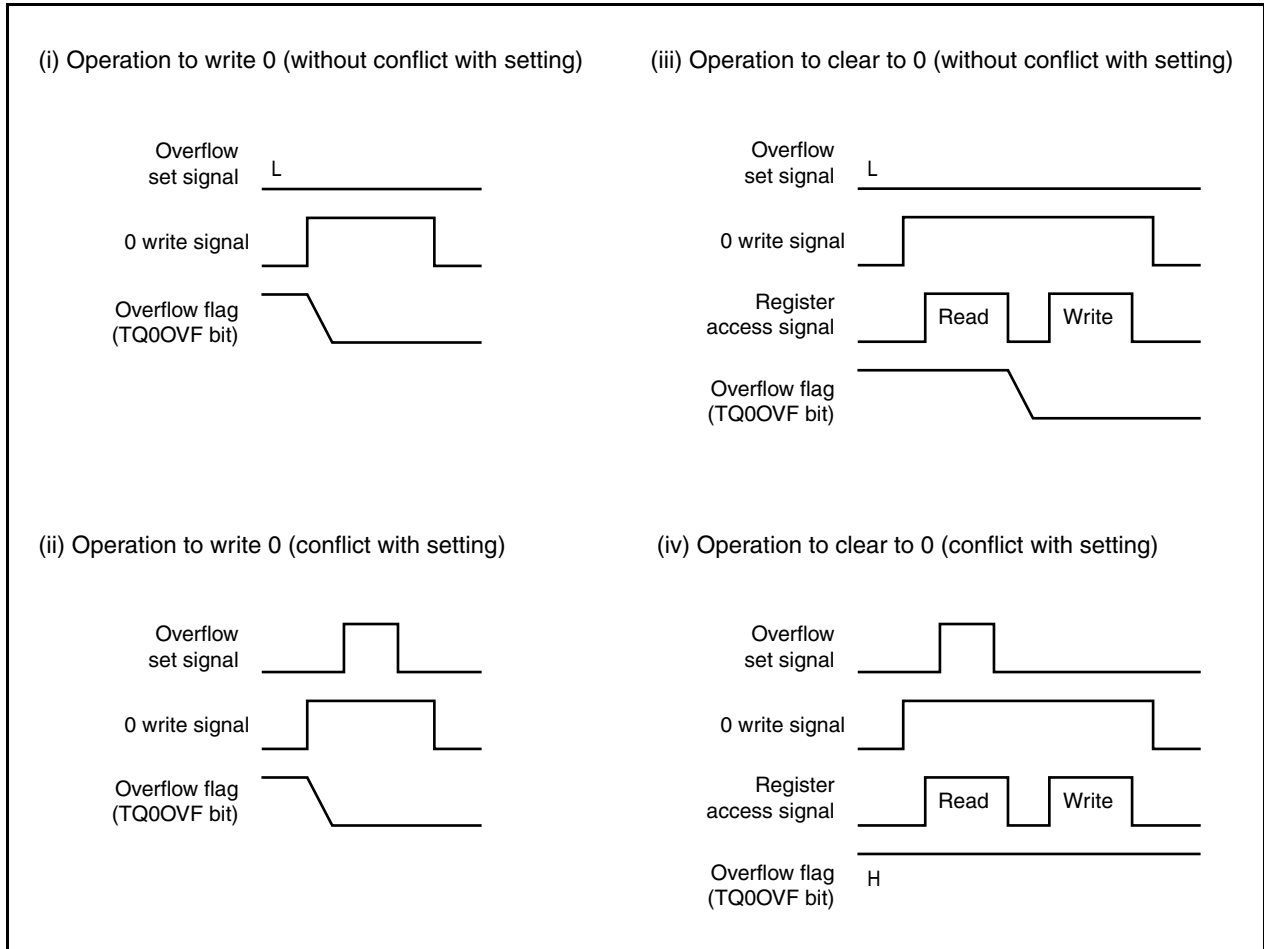 (i) Operation to write 0 (without conflict with setting)
Overflow
set signal
L
0 write signal
Overflow flag
(TQ0OVF bit)
(iii) Operation to clear to 0 (without conflict with setting)
Overflow
set signal
L
0 write signal
Register
access signal
Read
Write
Overflow flag
(TQ0OVF bit)
(ii) Operation to write 0 (conflict with setting)
Overflow
set signal
0 write signal
Overflow flag
(TQ0OVF bit)
(iv) Operation to clear to 0 (conflict with setting)
Overflow
set signal
0 write signal
Register
access signal
Read
Write
Overflow flag
(TQ0OVF bit)
H